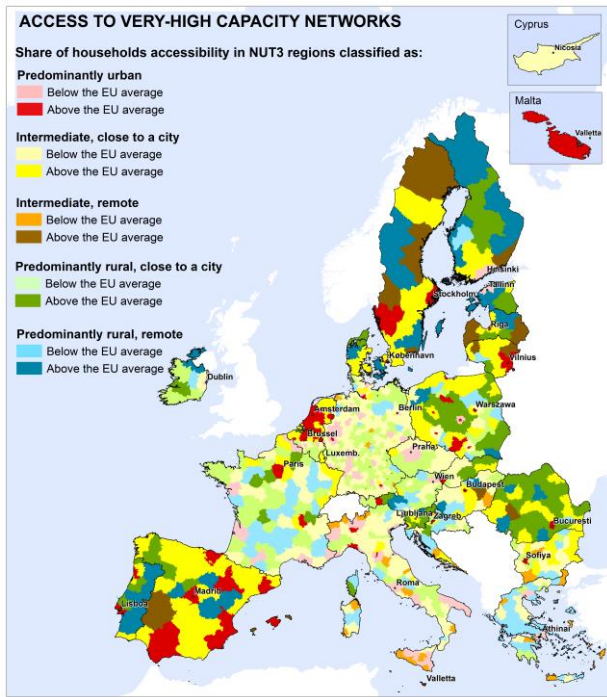 ACCESS TO VERY-HIGH CAPACITY NETWORKS
Share of households accessibility in NUT3 regions classified as:
Predominantly urban
Below the EU average
Above the EU average
Intermediate, close to a city
Below the EU average
Above the EU average
Intermediate, remote
Below the EU average
Above the EU average
Predominantly rural, close to a city
Below the EU average
Above the EU average
Predominantly rural, remote
Below the EU average
Above the EU average
Cyprus
Nicosia
Malta
Valletta
Helsinki
Tallinn
Stockholm
Riga
København
Vilnius
Dublin
Amsterdam
Berlin
Warszawa
Brussel
Luxemb.
Praha
Paris
Wien
Budapest
Ljubljana
Zagreb
Bucuresti
Sofiya
Roma
Madrid
Lisboa
Athinai
Valletta